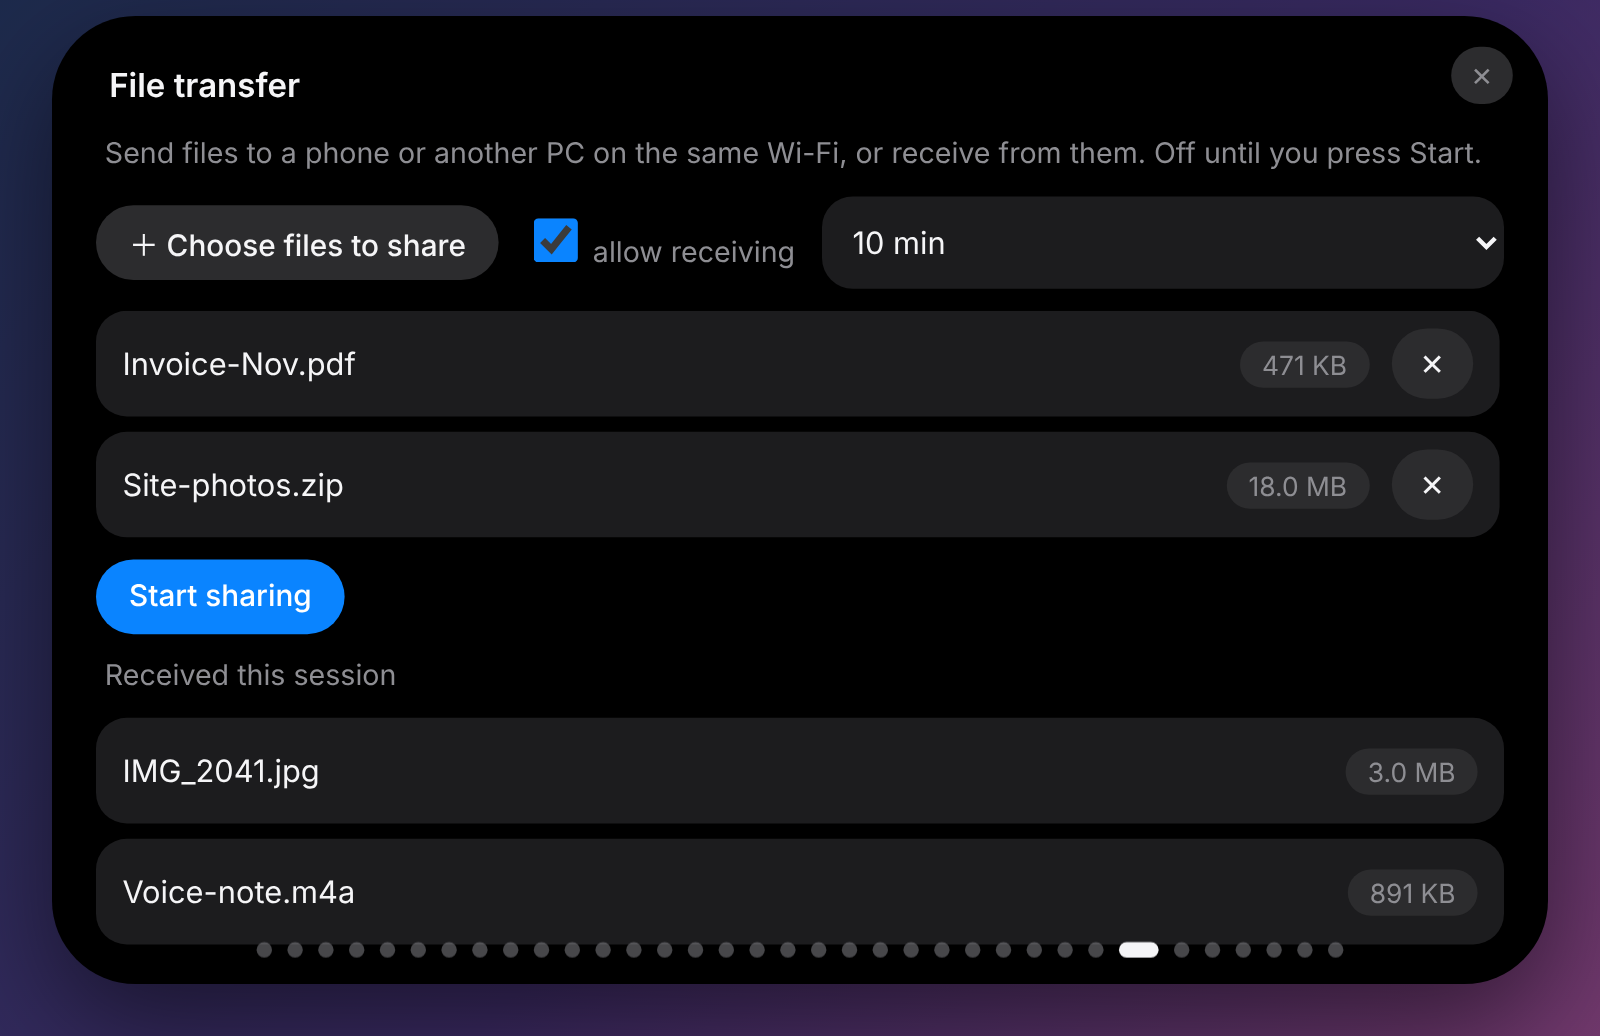 File transfer
Send files to a phone or another PC on the same Wi-Fi, or receive from them. Off until you press Start.
+ Choose files to share
allow receiving
10 min
Invoice-Nov.pdf
471 KB
Site-photos.zip
18.0 MB
Start sharing
Received this session
IMG_2041.jpg
3.0 MB
Voice-note.m4a
891 KB